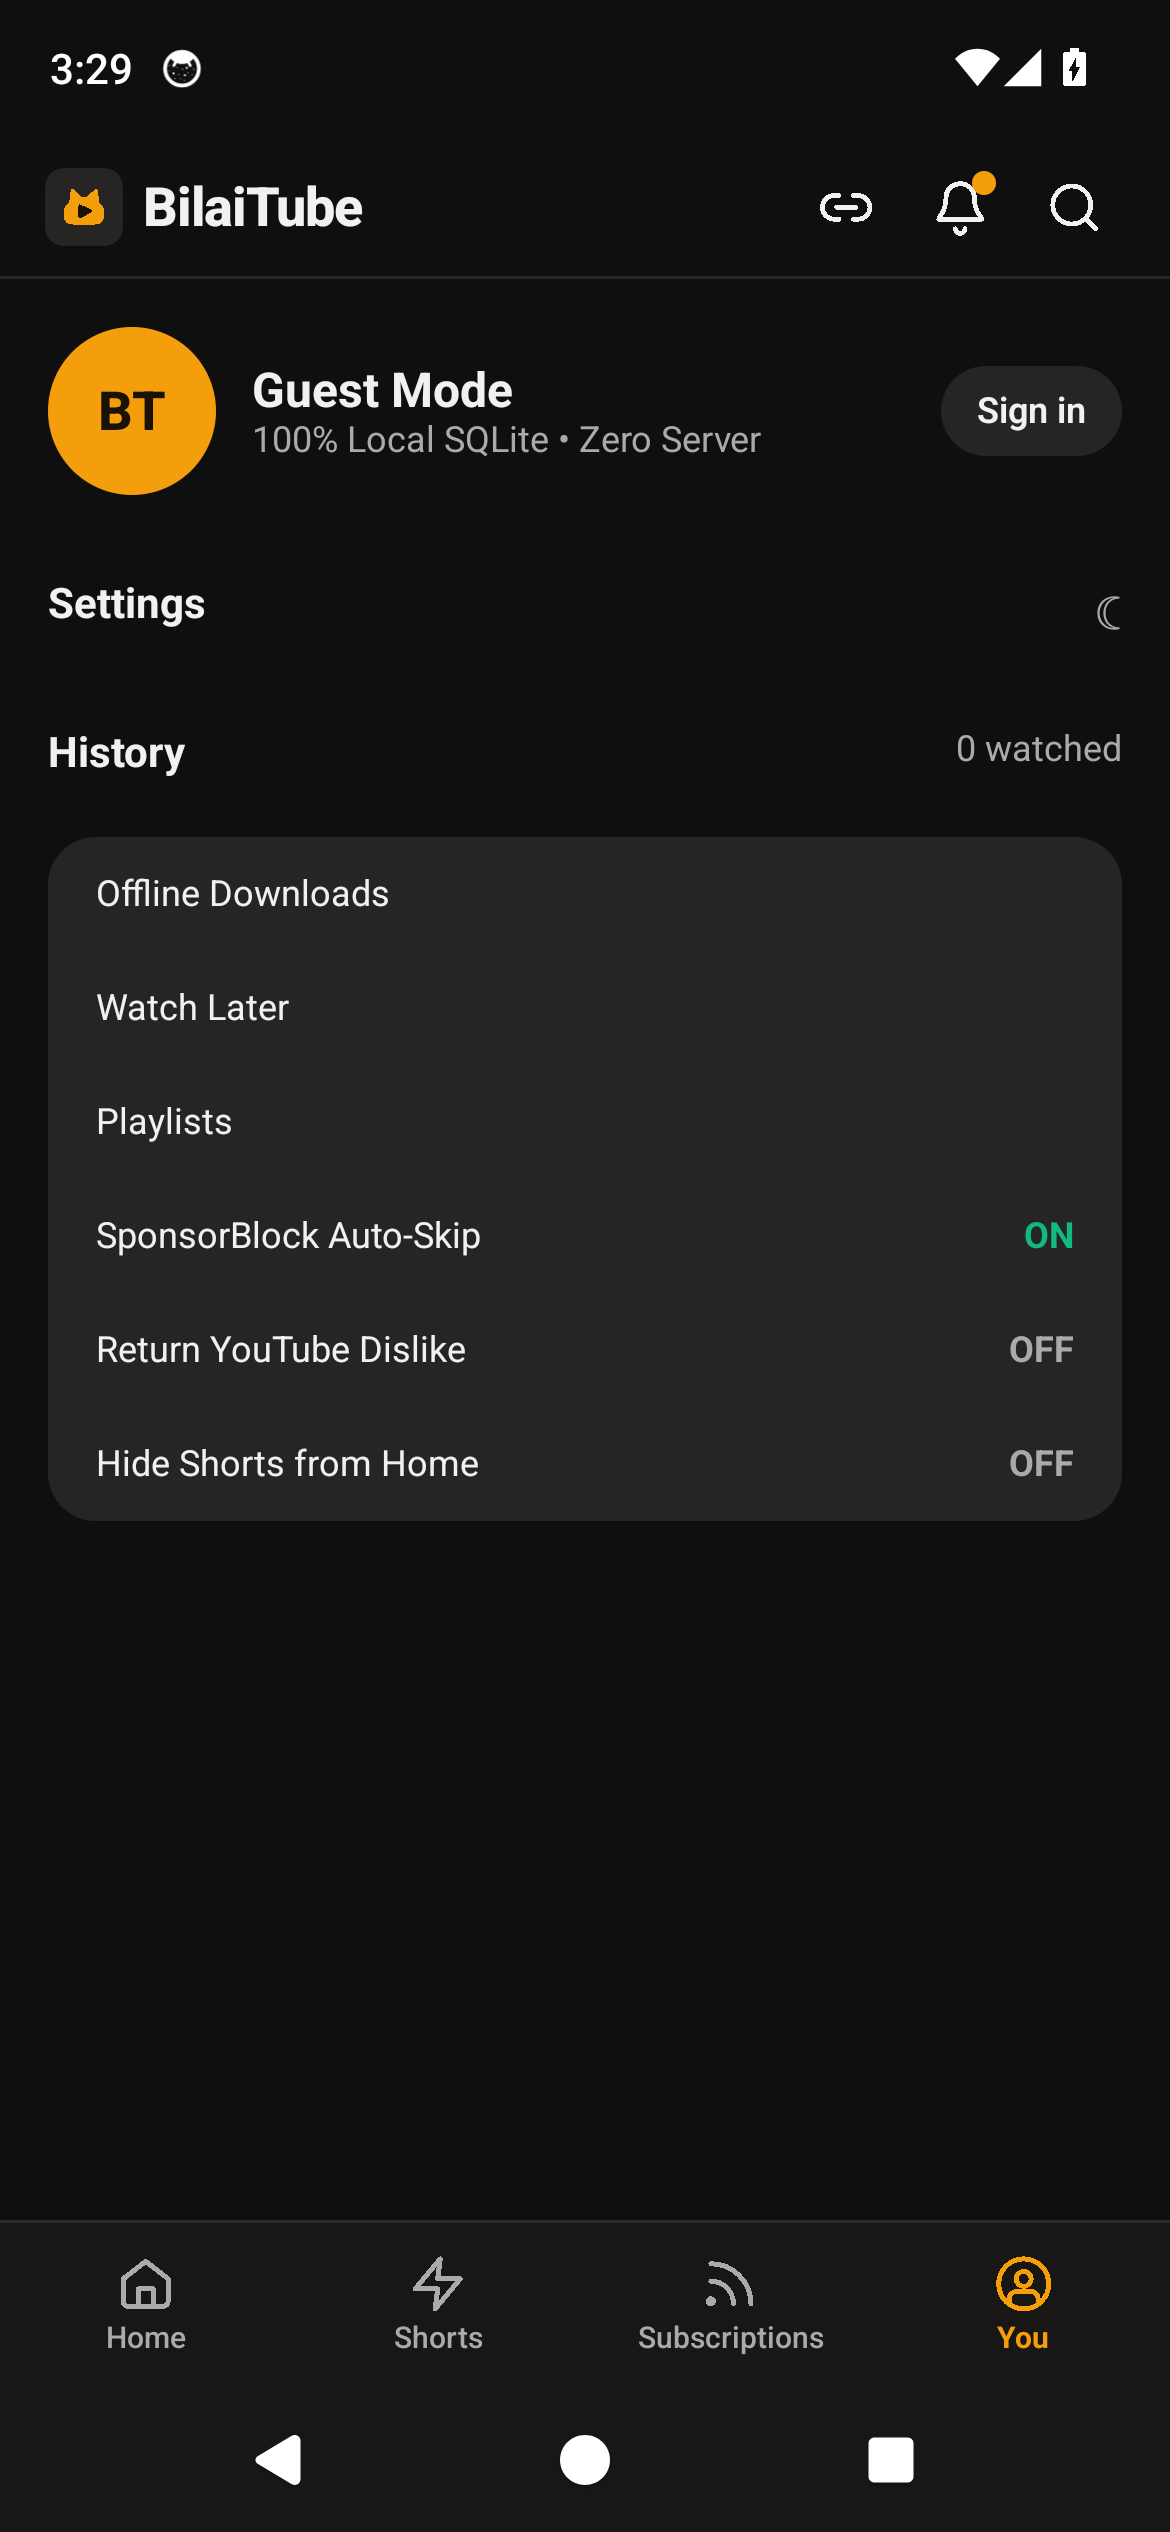 3:29
BilaiTube
BT
Guest Mode
100% Local SQLite • Zero Server
Sign in
Settings
History
0 watched
Offline Downloads
Watch Later
Playlists
SponsorBlock Auto-Skip
ON
Return YouTube Dislike
OFF
Hide Shorts from Home
OFF
Home
Shorts
Subscriptions
You